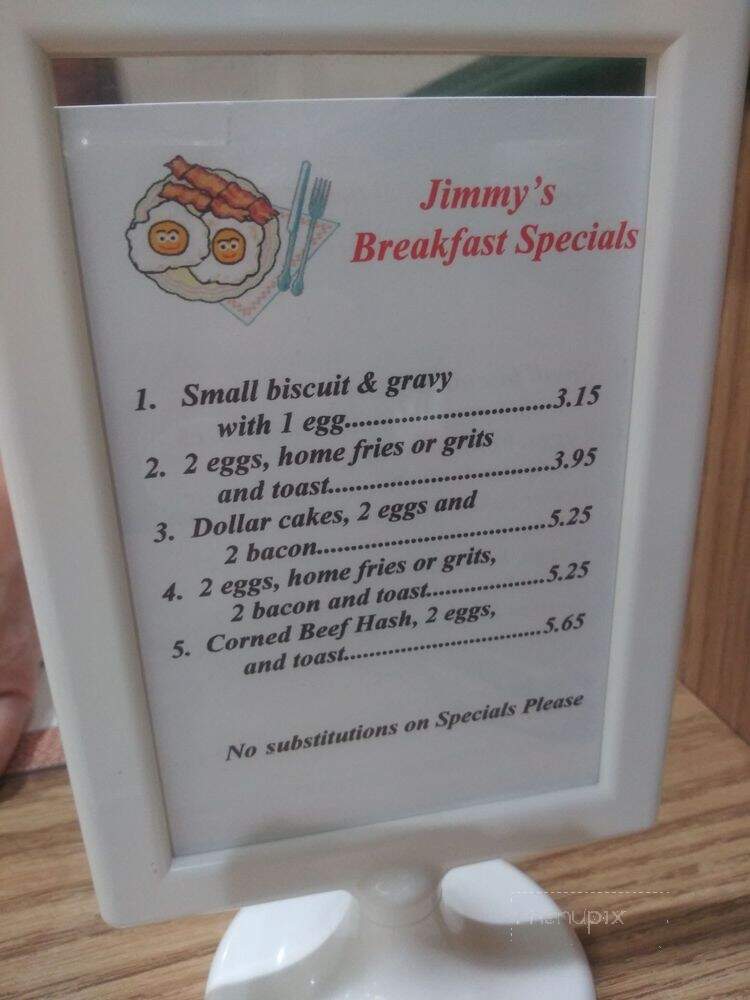 Jimmy's
Breakfast Specials
1. Small biscuit & gravy
with 1 egg..................................3.15
2. 2 eggs, home fries or grits
and toast....................................3.95
3. Dollar cakes, 2 eggs and
2 bacon.....................................5.25
4. 2 eggs, home fries or grits,
2 bacon and toast...................5.25
5. Corned Beef Hash, 2 eggs,
and toast..................................5.65
No substitutions on Specials Please
menupix